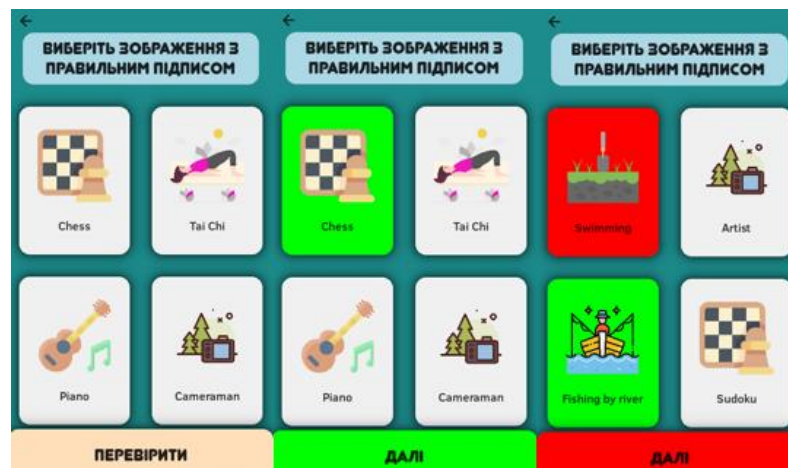 ВИБЕРІТЬ ЗОБРАЖЕННЯ З
ПРАВИЛЬНИМ ПІДПИСОМ
Chess
Tai Chi
Piano
Cameraman
ПЕРЕВІРИТИ
ВИБЕРІТЬ ЗОБРАЖЕННЯ З
ПРАВИЛЬНИМ ПІДПИСОМ
Chess
Tai Chi
Piano
Cameraman
ДАЛІ
ВИБЕРІТЬ ЗОБРАЖЕННЯ З
ПРАВИЛЬНИМ ПІДПИСОМ
Swimming
Artist
Fishing by river
Sudoku
ДАЛІ